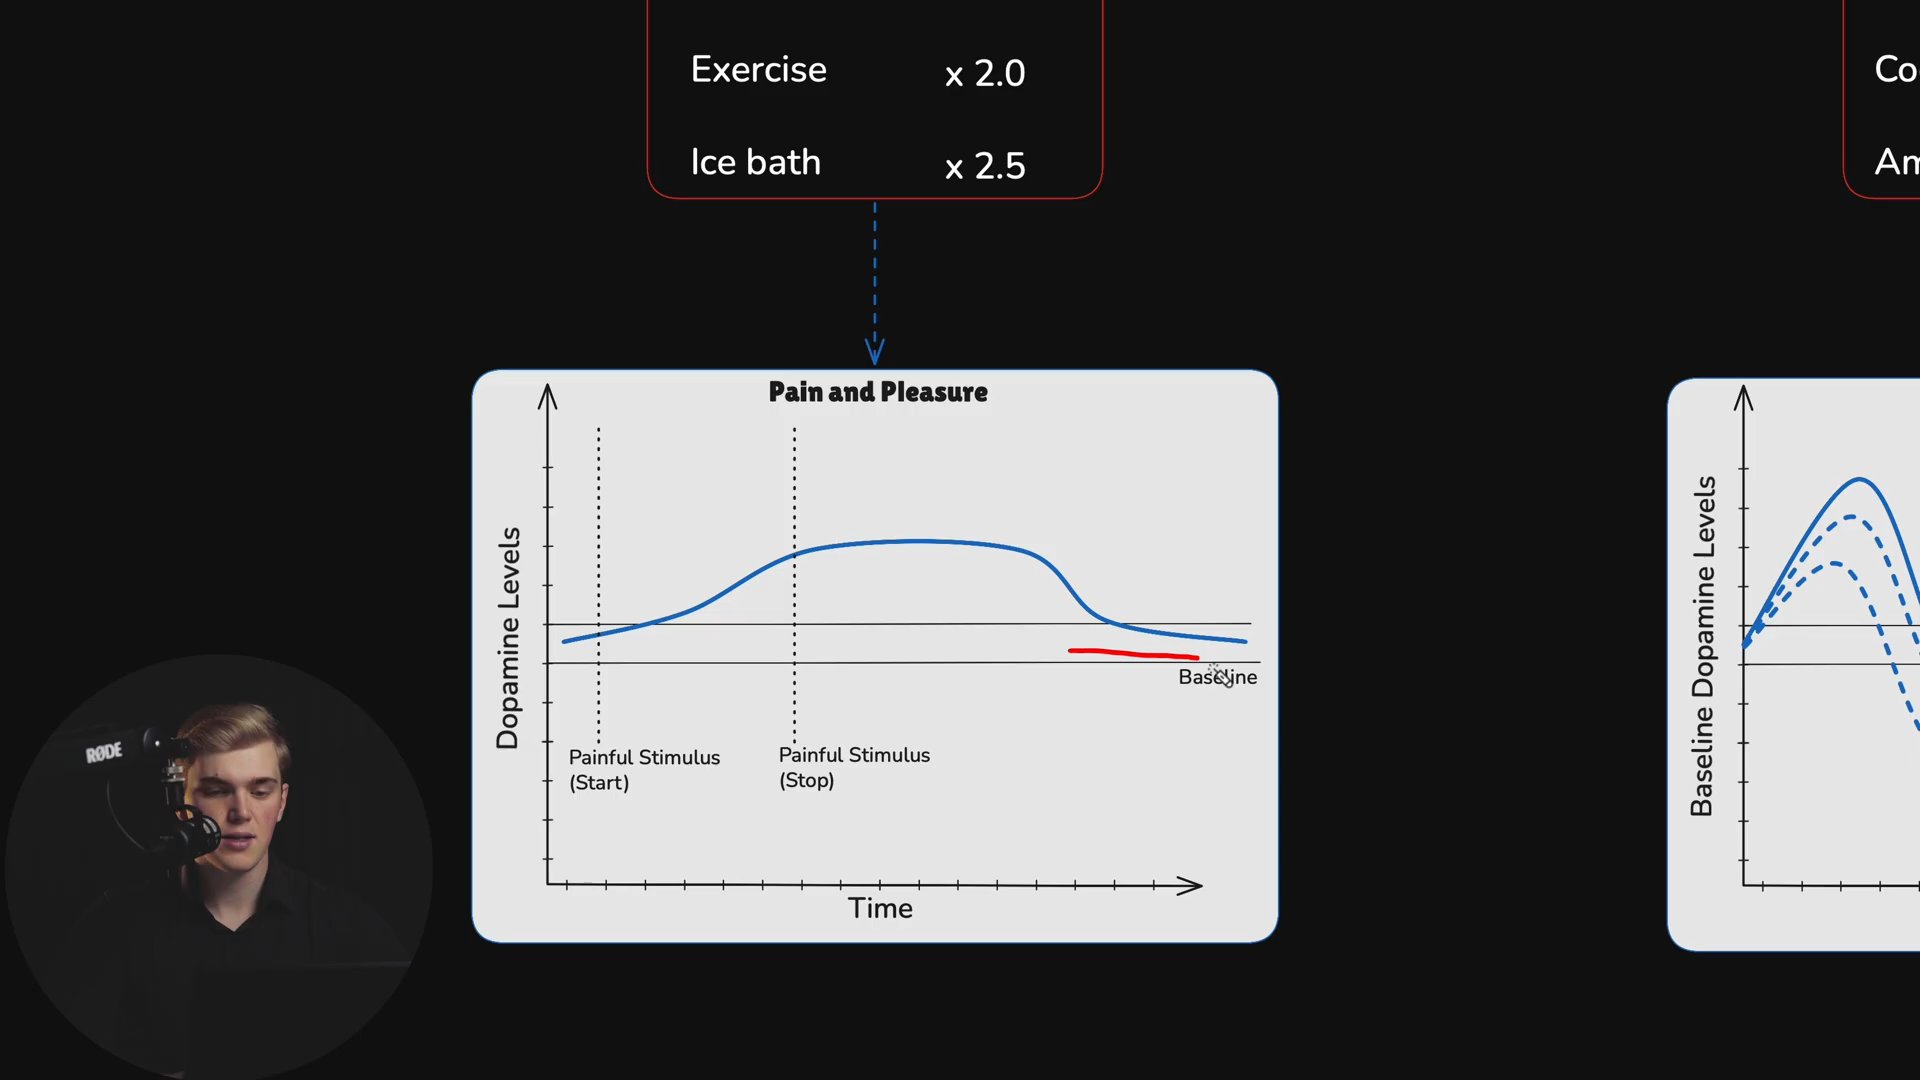 Exercise x 2.0
Ice bath x 2.5
Co
Am
Pain and Pleasure
Dopamine Levels
Painful Stimulus
(Start)
Painful Stimulus
(Stop)
Baseline
Time
Baseline Dopamine Levels
RØDE